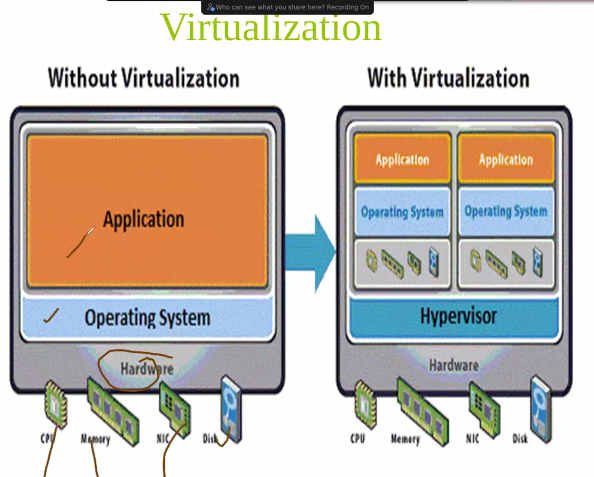 Who can see what you share here? Recording On
Virtualization
Without Virtualization
With Virtualization
Application
Operating System
Hardware
CPU
Memory
NIC
Disk
Application
Application
Operating System
Operating System
Hypervisor
Hardware
CPU
Memory
NIC
Disk